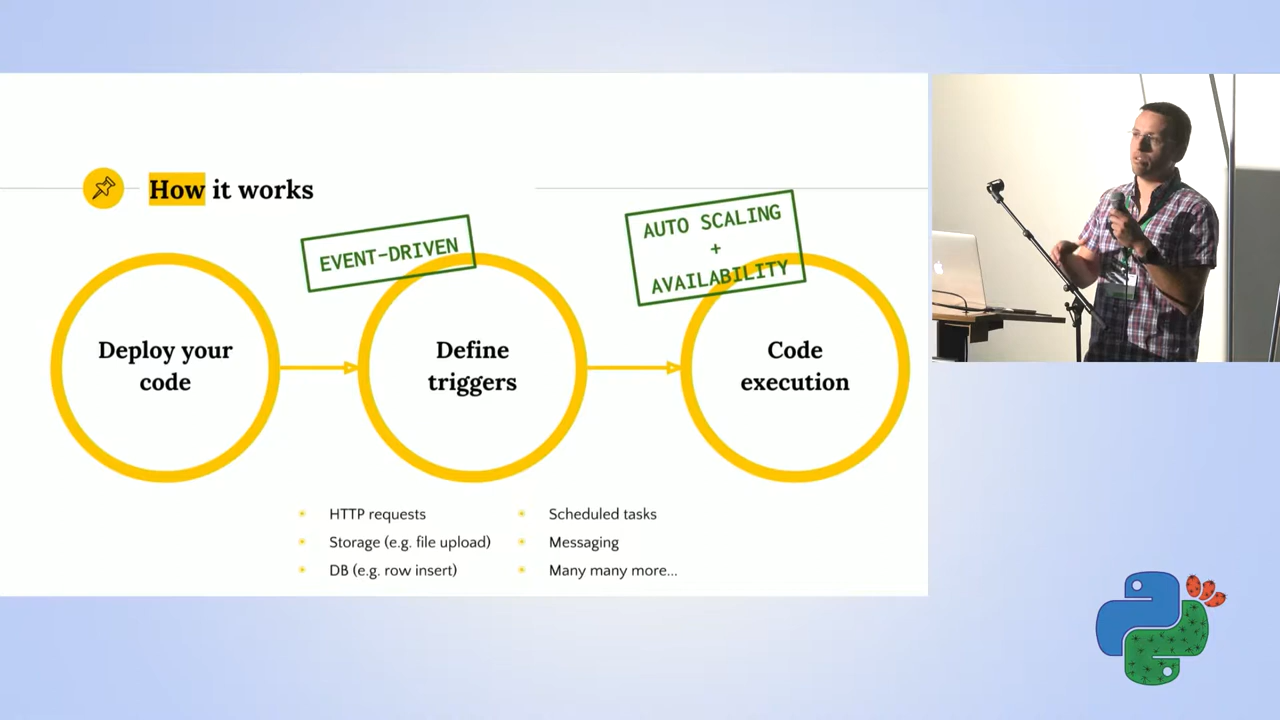 How it works
EVENT-DRIVEN
AUTO SCALING
+
AVAILABILITY
Deploy your
code
Define
triggers
Code
execution
HTTP requests
Storage (e.g. file upload)
DB (e.g. row insert)
Scheduled tasks
Messaging
Many many more...